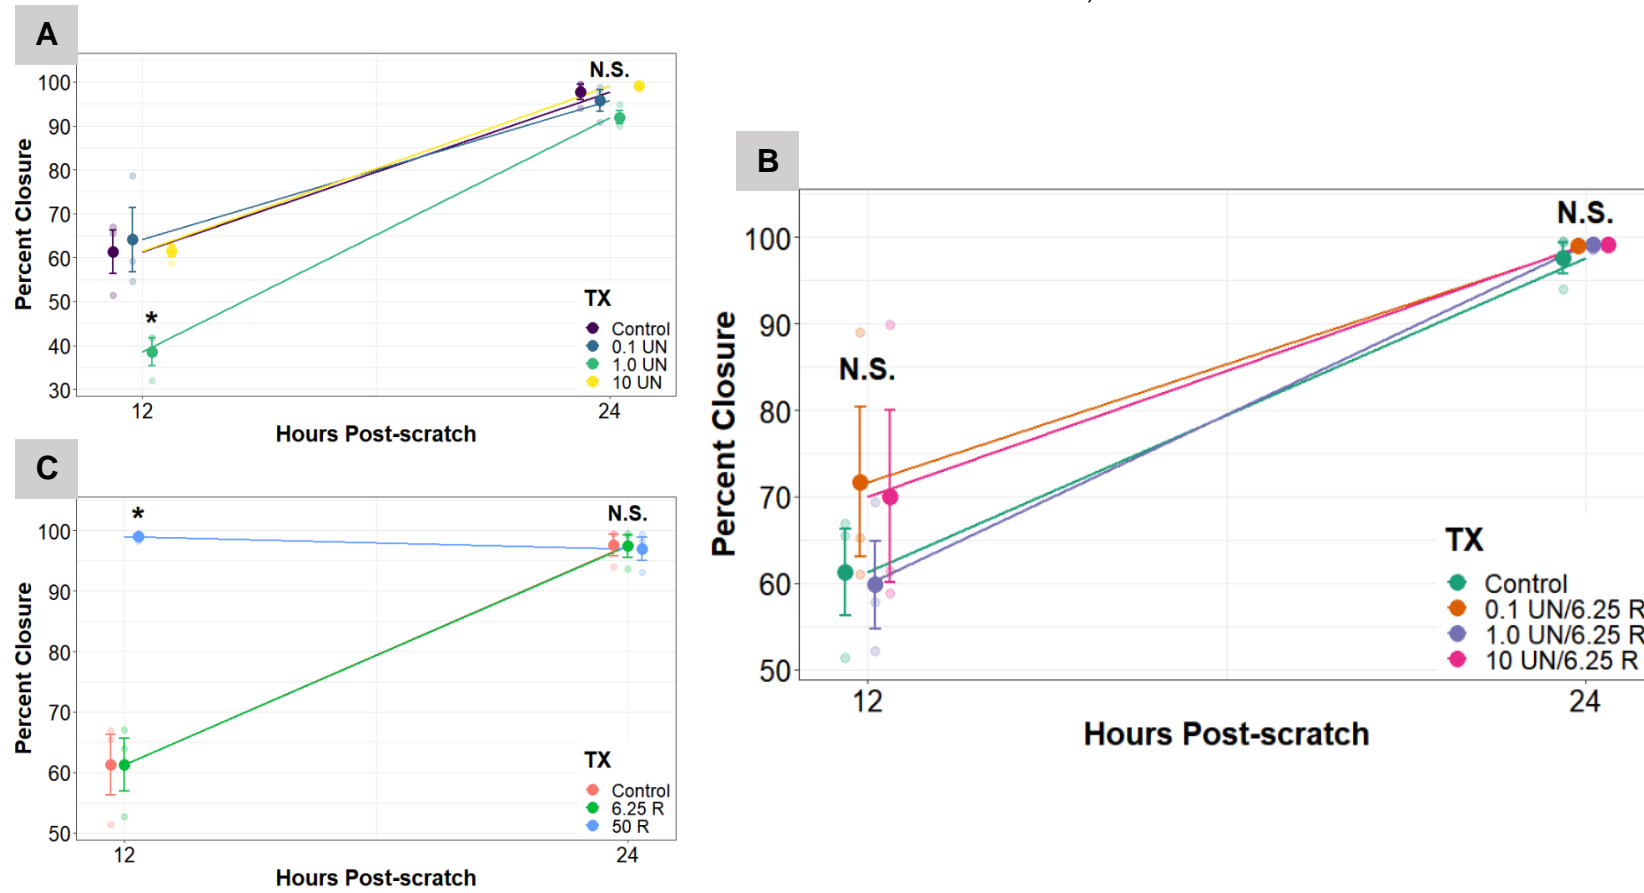 A
N.S.
100
90
80
70
60
50
40
30
Percent Closure
*
TX
Control
0.1 UN
1.0 UN
10 UN
12
24
Hours Post-scratch
B
N.S.
100
90
80
70
60
50
Percent Closure
N.S.
TX
Control
0.1 UN/6.25 R
1.0 UN/6.25 R
10 UN/6.25 R
12
24
Hours Post-scratch
C
*
N.S.
100
90
80
70
60
50
Percent Closure
TX
Control
6.25 R
50 R
12
24
Hours Post-scratch